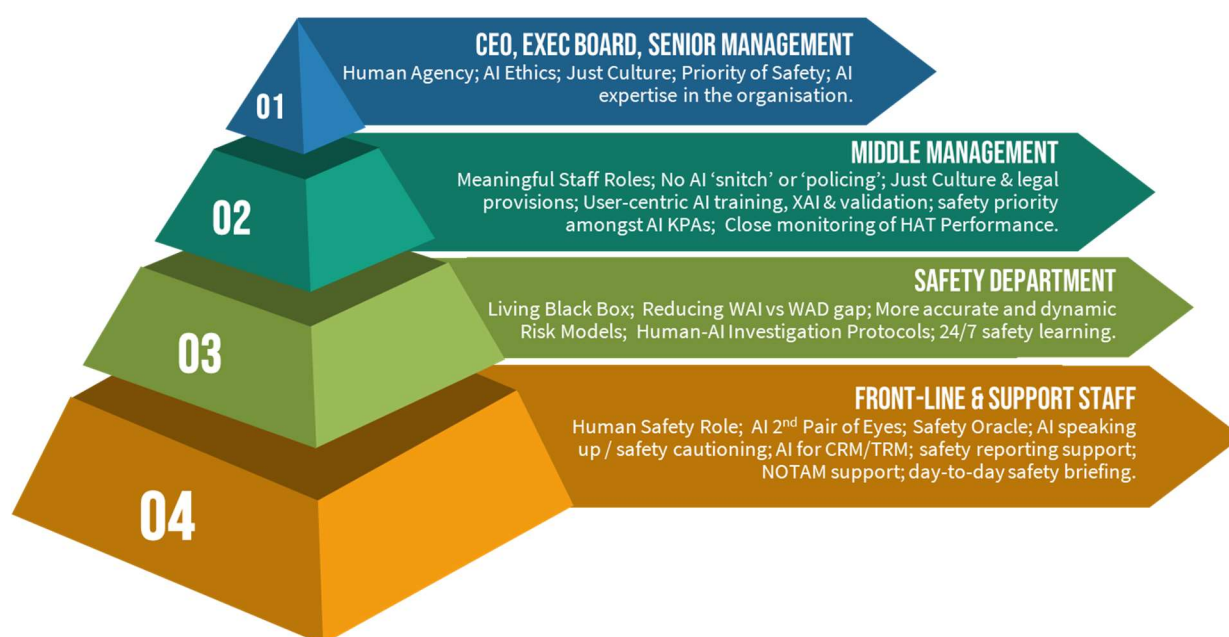 01
CEO, EXEC BOARD, SENIOR MANAGEMENT
Human Agency; AI Ethics; Just Culture; Priority of Safety; AI
expertise in the organisation.
02
MIDDLE MANAGEMENT
Meaningful Staff Roles; No AI ‘snitch’ or ‘policing’; Just Culture & legal
provisions; User-centric AI training, XAI & validation; safety priority
amongst AI KPAs; Close monitoring of HAT Performance.
03
SAFETY DEPARTMENT
Living Black Box; Reducing WAI vs WAD gap; More accurate and dynamic
Risk Models; Human-AI Investigation Protocols; 24/7 safety learning.
04
FRONT-LINE & SUPPORT STAFF
Human Safety Role; AI 2nd Pair of Eyes; Safety Oracle; AI speaking
up / safety cautioning; AI for CRM/TRM; safety reporting support;
NOTAM support; day-to-day safety briefing.